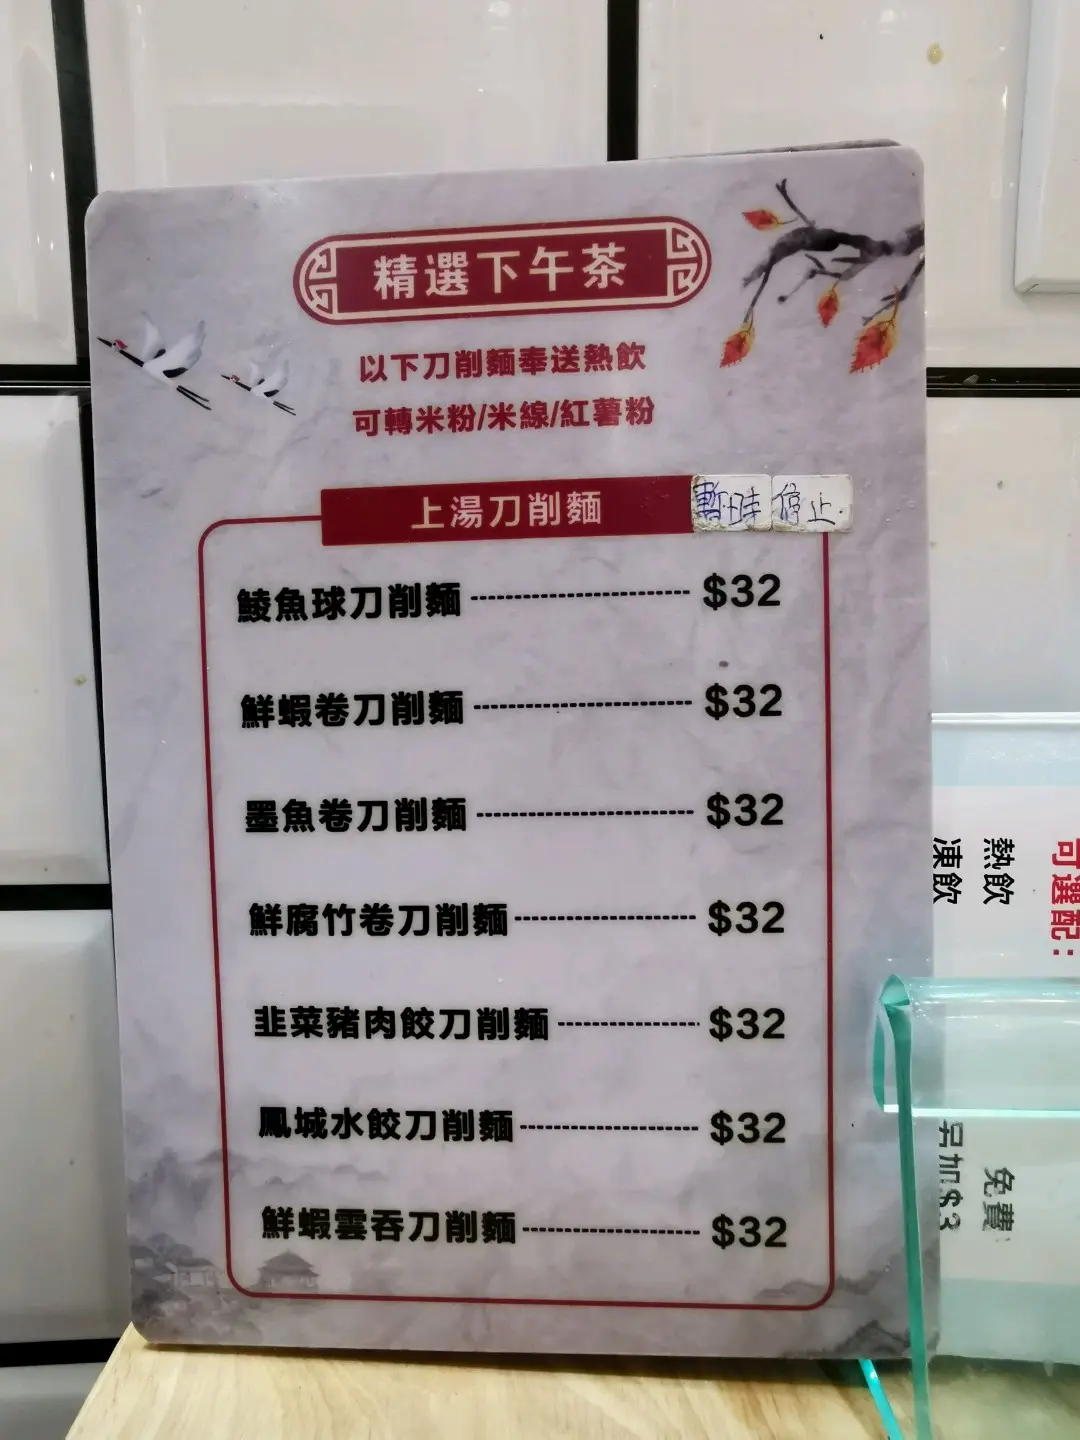 精選下午茶
以下刀削麵奉送熱飲
可轉米粉/米線/紅薯粉
上湯刀削麵 暫時停止.
鯪魚球刀削麵 $32
鮮蝦卷刀削麵 $32
墨魚卷刀削麵 $32
鮮腐竹卷刀削麵 $32
韭菜豬肉餃刀削麵 $32
鳳城水餃刀削麵 $32
鮮蝦雲吞刀削麵 $32
可選配:
熱飲 免費
凍飲 另加$3